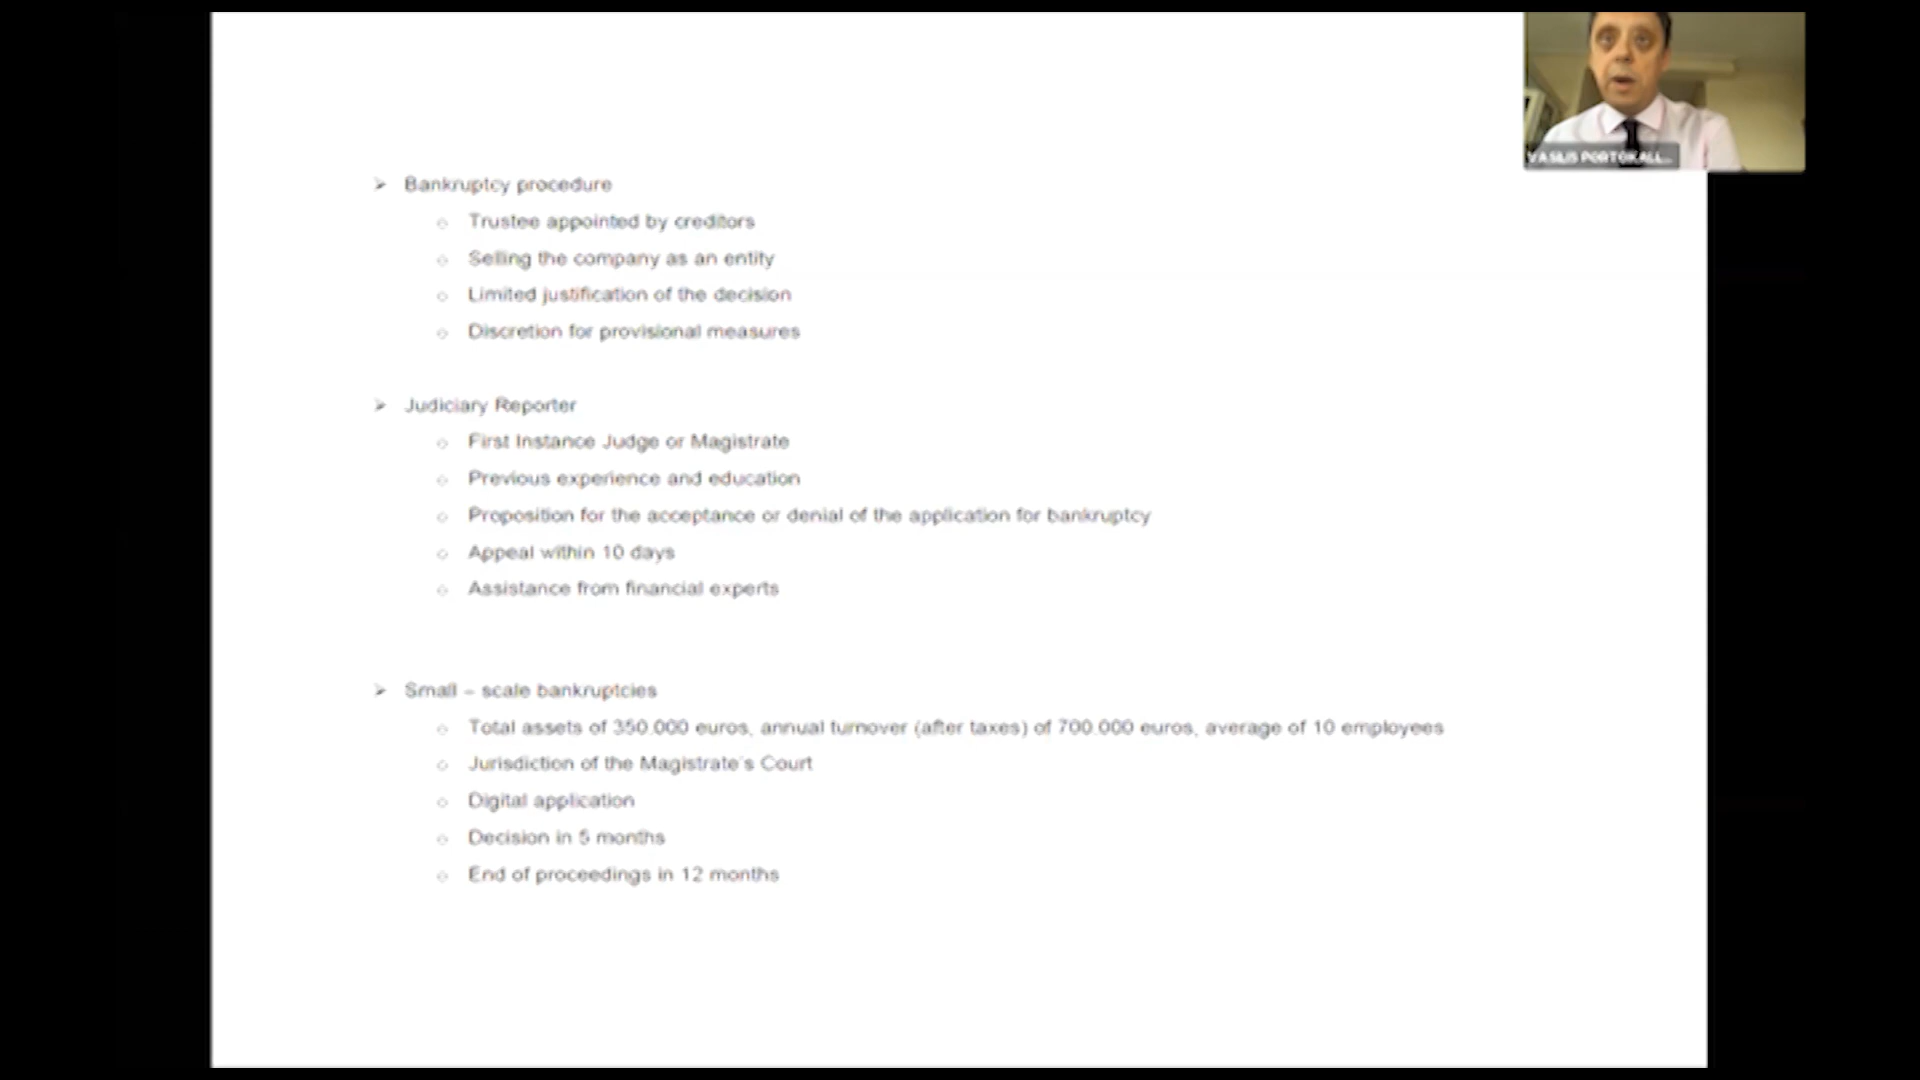 VASILIS PORTOKALL...
➢ Bankruptcy procedure
○ Trustee appointed by creditors
○ Selling the company as an entity
○ Limited justification of the decision
○ Discretion for provisional measures
➢ Judiciary Reporter
○ First Instance Judge or Magistrate
○ Previous experience and education
○ Proposition for the acceptance or denial of the application for bankruptcy
○ Appeal within 10 days
○ Assistance from financial experts
➢ Small – scale bankruptcies
○ Total assets of 350.000 euros, annual turnover (after taxes) of 700.000 euros, average of 10 employees
○ Jurisdiction of the Magistrate's Court
○ Digital application
○ Decision in 5 months
○ End of proceedings in 12 months